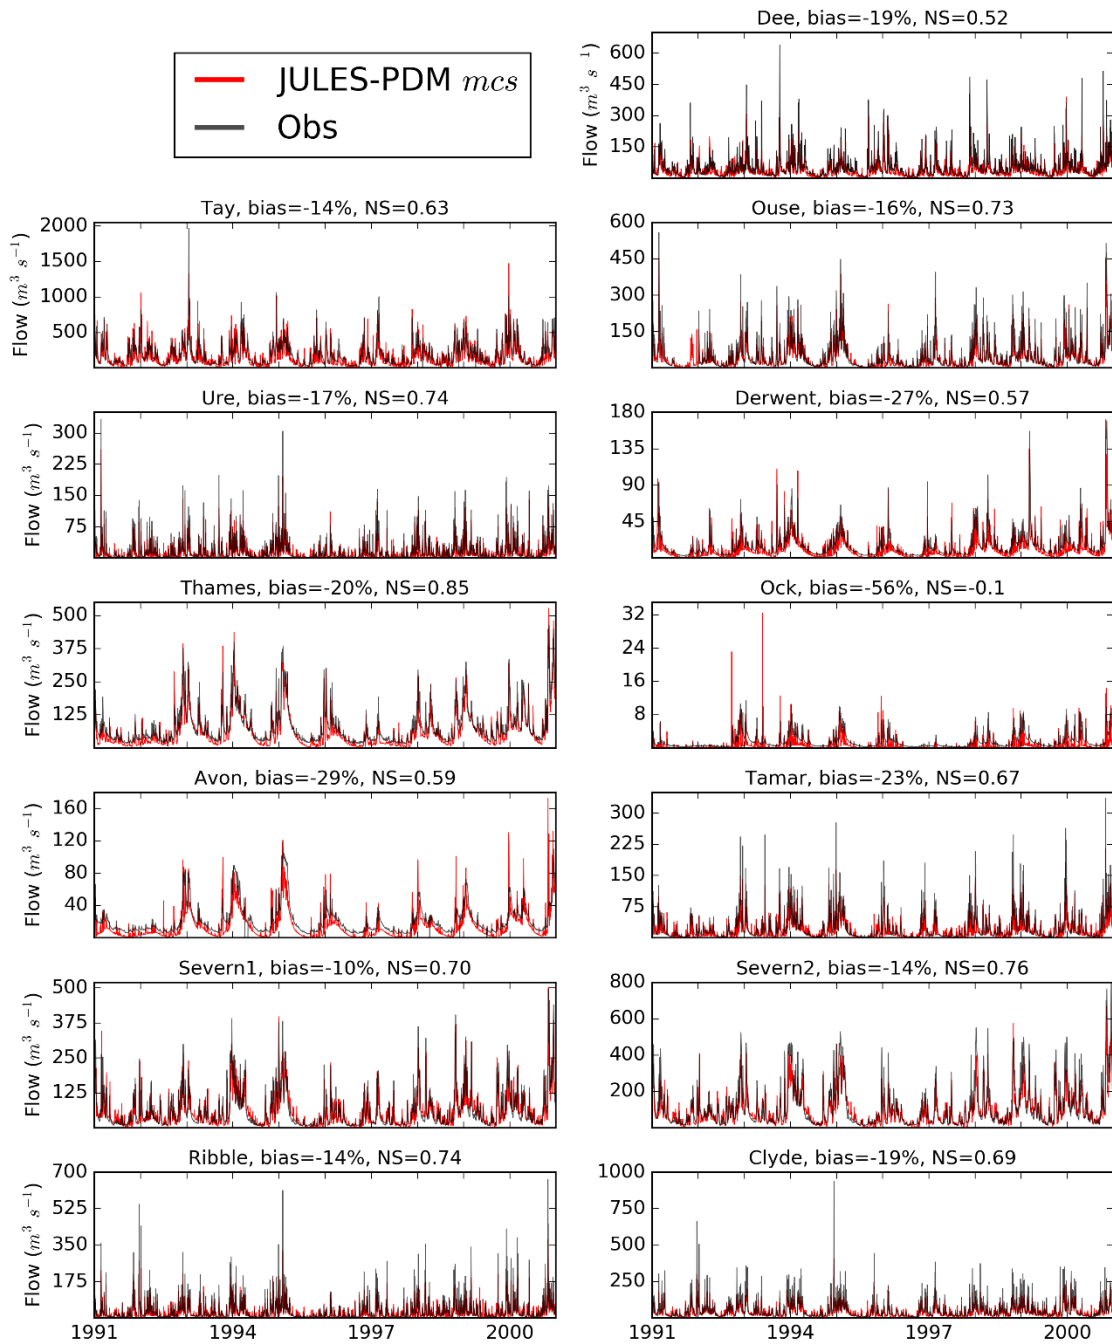 JULES-PDM mcs
Obs
Dee, bias=-19%, NS=0.52
Flow (m³ s⁻¹)
600
450
300
150
Tay, bias=-14%, NS=0.63
Flow (m³ s⁻¹)
2000
1500
1000
500
Ouse, bias=-16%, NS=0.73
600
450
300
150
Ure, bias=-17%, NS=0.74
Flow (m³ s⁻¹)
300
225
150
75
Derwent, bias=-27%, NS=0.57
180
135
90
45
Thames, bias=-20%, NS=0.85
Flow (m³ s⁻¹)
500
375
250
125
Ock, bias=-56%, NS=-0.1
32
24
16
8
Avon, bias=-29%, NS=0.59
Flow (m³ s⁻¹)
160
120
80
40
Tamar, bias=-23%, NS=0.67
300
225
150
75
Severn1, bias=-10%, NS=0.70
Flow (m³ s⁻¹)
500
375
250
125
Severn2, bias=-14%, NS=0.76
800
600
400
200
Ribble, bias=-14%, NS=0.74
Flow (m³ s⁻¹)
700
525
350
175
1991 1994 1997 2000
Clyde, bias=-19%, NS=0.69
1000
750
500
250
1991 1994 1997 2000